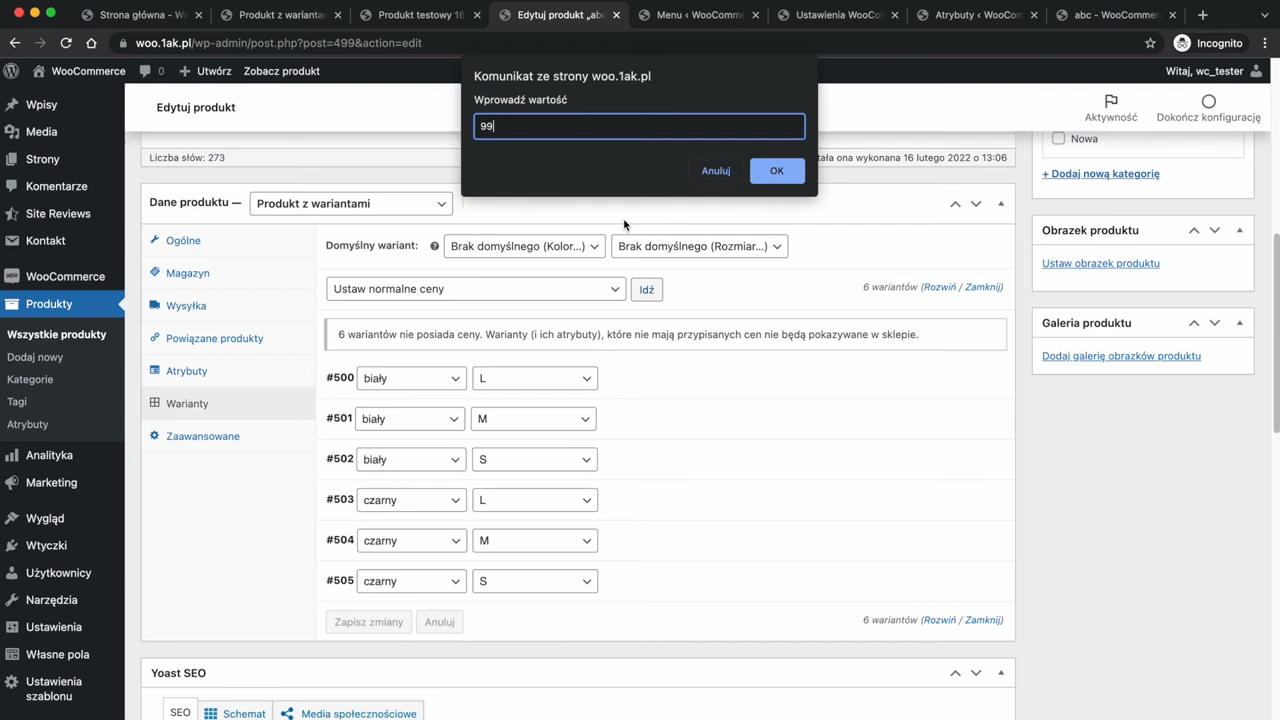 Strona główna - Wo
Produkt z wariantam
Produkt testowy 16
Edytuj produkt „abc
Menu < WooComme
Ustawienia WooCom
Atrybuty < WooCom
abc - WooCommerc
woo.1ak.pl/wp-admin/post.php?post=499&action=edit
Incognito
WooCommerce
0
Utwórz
Zobacz produkt
Witaj, wc_tester
Komunikat ze strony woo.1ak.pl
Wprowadź wartość
99
Anuluj
OK
Edytuj produkt
Aktywność
Dokończ konfigurację
Wpisy
Media
Strony
Komentarze
Site Reviews
Kontakt
WooCommerce
Produkty
Wszystkie produkty
Dodaj nowy
Kategorie
Tagi
Atrybuty
Analityka
Marketing
Wygląd
Wtyczki
Użytkownicy
Narzędzia
Ustawienia
Własne pola
Ustawienia
szablonu
Liczba słów: 273
tała ona wykonana 16 lutego 2022 o 13:06
Dane produktu —
Produkt z wariantami
Ogólne
Magazyn
Wysyłka
Powiązane produkty
Atrybuty
Warianty
Zaawansowane
Domyślny wariant:
Brak domyślnego (Kolor...)
Brak domyślnego (Rozmiar...)
Ustaw normalne ceny
Idź
6 wariantów (Rozwiń / Zamknij)
6 wariantów nie posiada ceny. Warianty (i ich atrybuty), które nie mają przypisanych cen nie będą pokazywane w sklepie.
#500 biały L
#501 biały M
#502 biały S
#503 czarny L
#504 czarny M
#505 czarny S
Zapisz zmiany
Anuluj
6 wariantów (Rozwiń / Zamknij)
Yoast SEO
SEO
Schemat
Media społecznościowe
Nowa
+ Dodaj nową kategorię
Obrazek produktu
Ustaw obrazek produktu
Galeria produktu
Dodaj galerię obrazków produktu